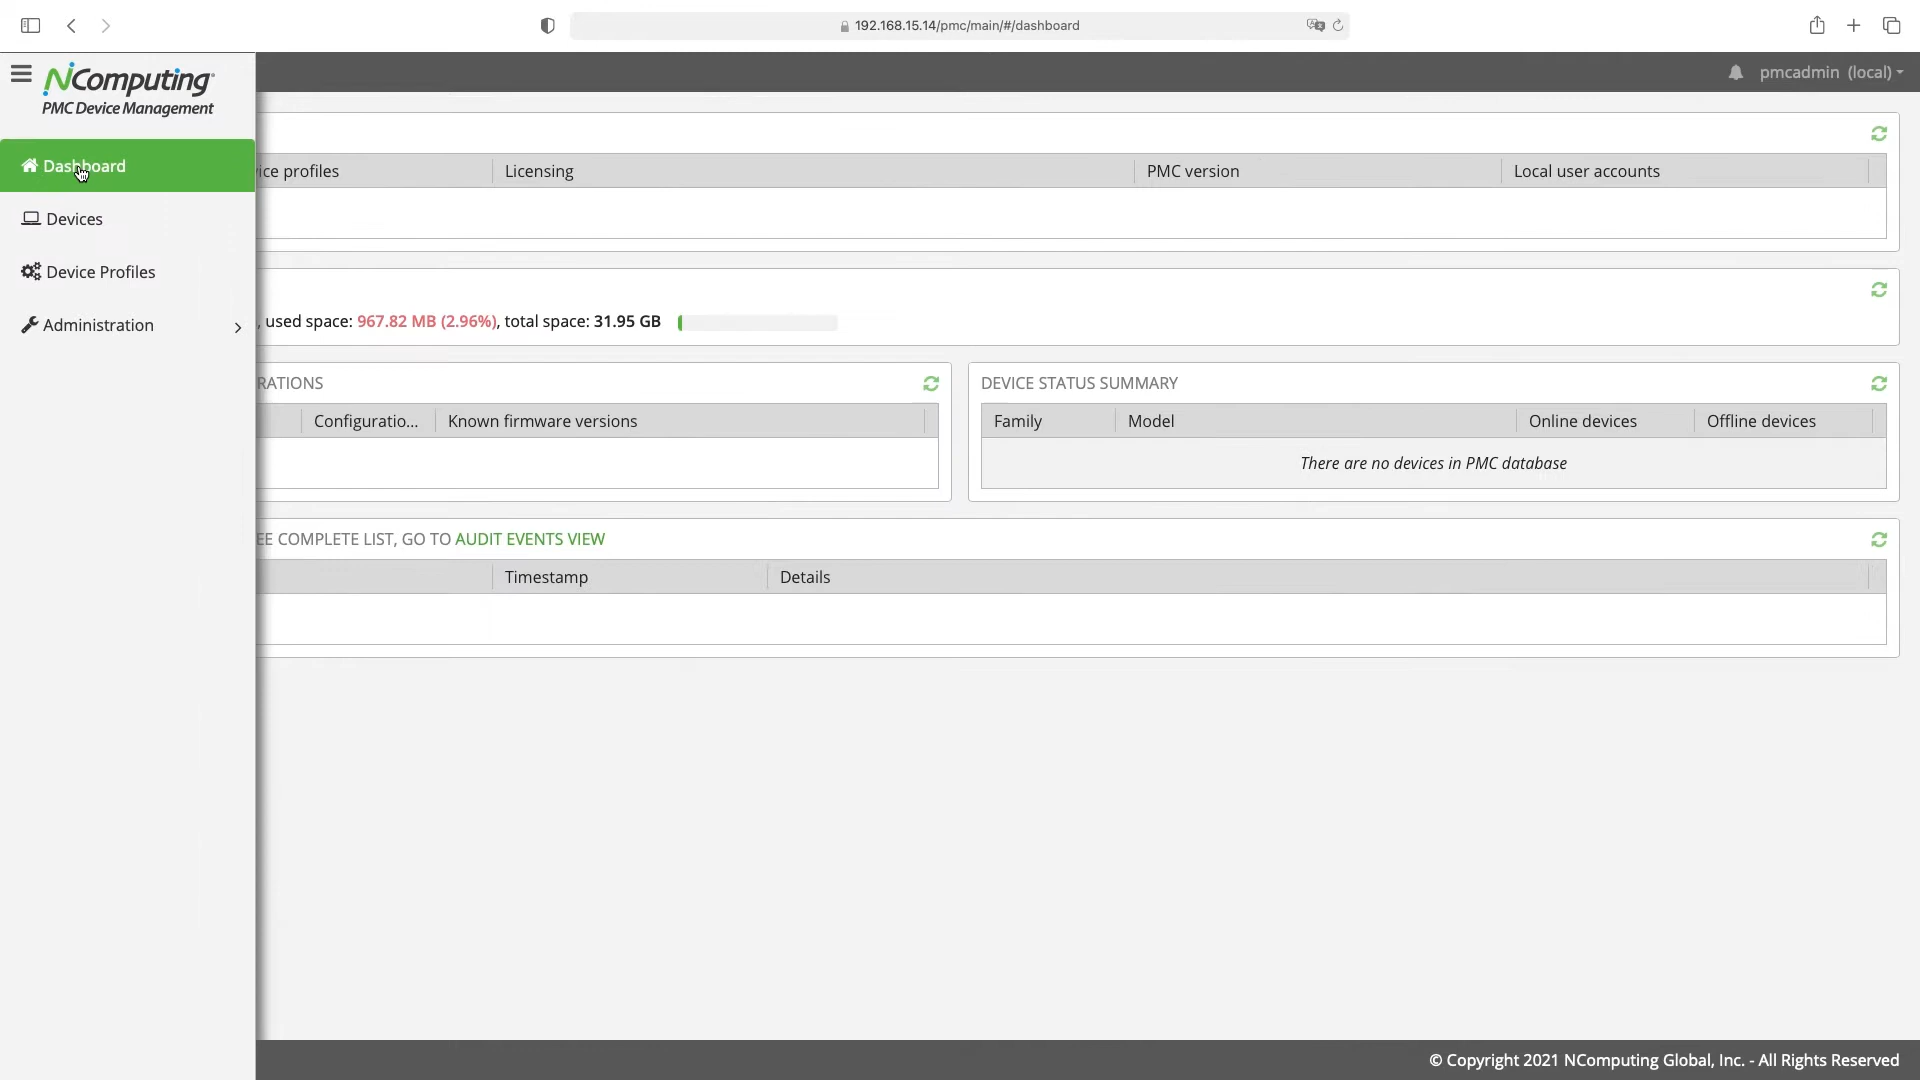 192.168.15.14/pmc/main/#/dashboard
NComputing
PMC Device Management
pmcadmin (local)
Dashboard
Devices
Device Profiles
Administration
ice profiles
Licensing
PMC version
Local user accounts
, used space: 967.82 MB (2.96%), total space: 31.95 GB
RATIONS
Configuratio...
Known firmware versions
DEVICE STATUS SUMMARY
Family
Model
Online devices
Offline devices
There are no devices in PMC database
EE COMPLETE LIST, GO TO AUDIT EVENTS VIEW
Timestamp
Details
© Copyright 2021 NComputing Global, Inc. - All Rights Reserved